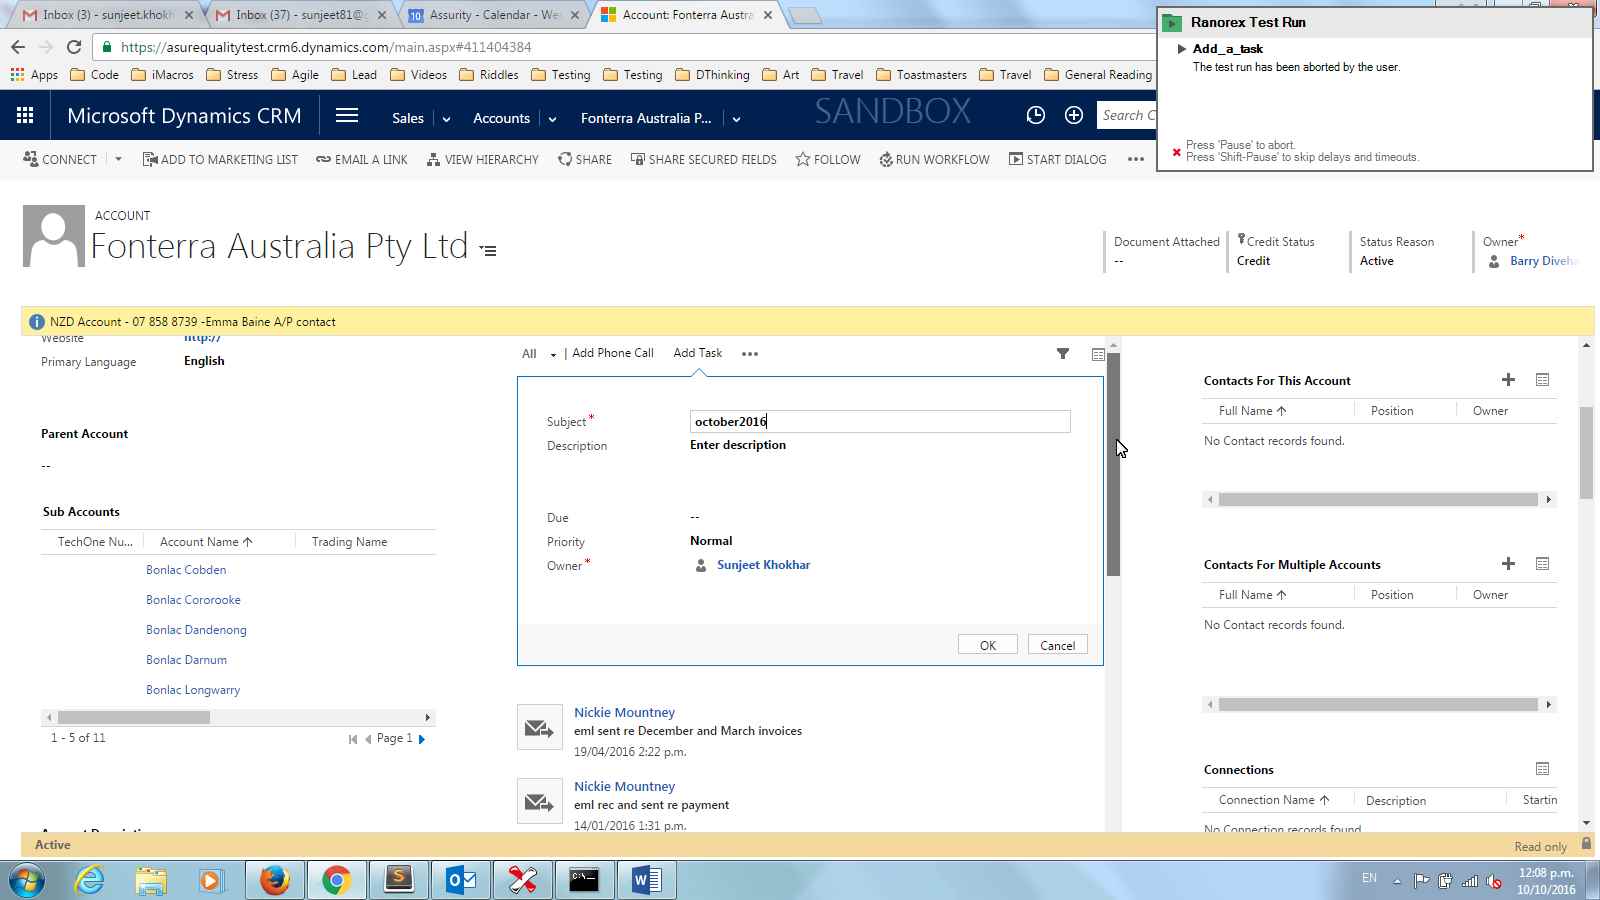 Inbox (3) - sunjeet.khokh
Inbox (37) - sunjeet81@
Assurity - Calendar - We
Account: Fonterra Austra
https://asurequalitytest.crm6.dynamics.com/main.aspx#411404384
Apps Code iMacros Stress Agile Lead Videos Riddles Testing Testing DThinking Art Travel Toastmasters Travel General Reading
Ranorex Test Run
Add_a_task
The test run has been aborted by the user.
Press 'Pause' to abort.
Press 'Shift-Pause' to skip delays and timeouts.
Microsoft Dynamics CRM Sales Accounts Fonterra Australia P... SANDBOX Search C
CONNECT ADD TO MARKETING LIST EMAIL A LINK VIEW HIERARCHY SHARE SHARE SECURED FIELDS FOLLOW RUN WORKFLOW START DIALOG
ACCOUNT
Fonterra Australia Pty Ltd
Document Attached
--
Credit Status
Credit
Status Reason
Active
Owner*
Barry Diveha
NZD Account - 07 858 8739 -Emma Baine A/P contact
Website http://
Primary Language English
Parent Account
--
Sub Accounts
TechOne Nu... Account Name Trading Name
Bonlac Cobden
Bonlac Cororooke
Bonlac Dandenong
Bonlac Darnum
Bonlac Longwarry
1 - 5 of 11 Page 1
All | Add Phone Call Add Task
Subject* october2016
Description Enter description
Due --
Priority Normal
Owner* Sunjeet Khokhar
OK Cancel
Nickie Mountney
eml sent re December and March invoices
19/04/2016 2:22 p.m.
Nickie Mountney
eml rec and sent re payment
14/01/2016 1:31 p.m.
Contacts For This Account
Full Name Position Owner
No Contact records found.
Contacts For Multiple Accounts
Full Name Position Owner
No Contact records found.
Connections
Connection Name Description Startin
No Connection records found
Active
Read only
EN
12:08 p.m.
10/10/2016